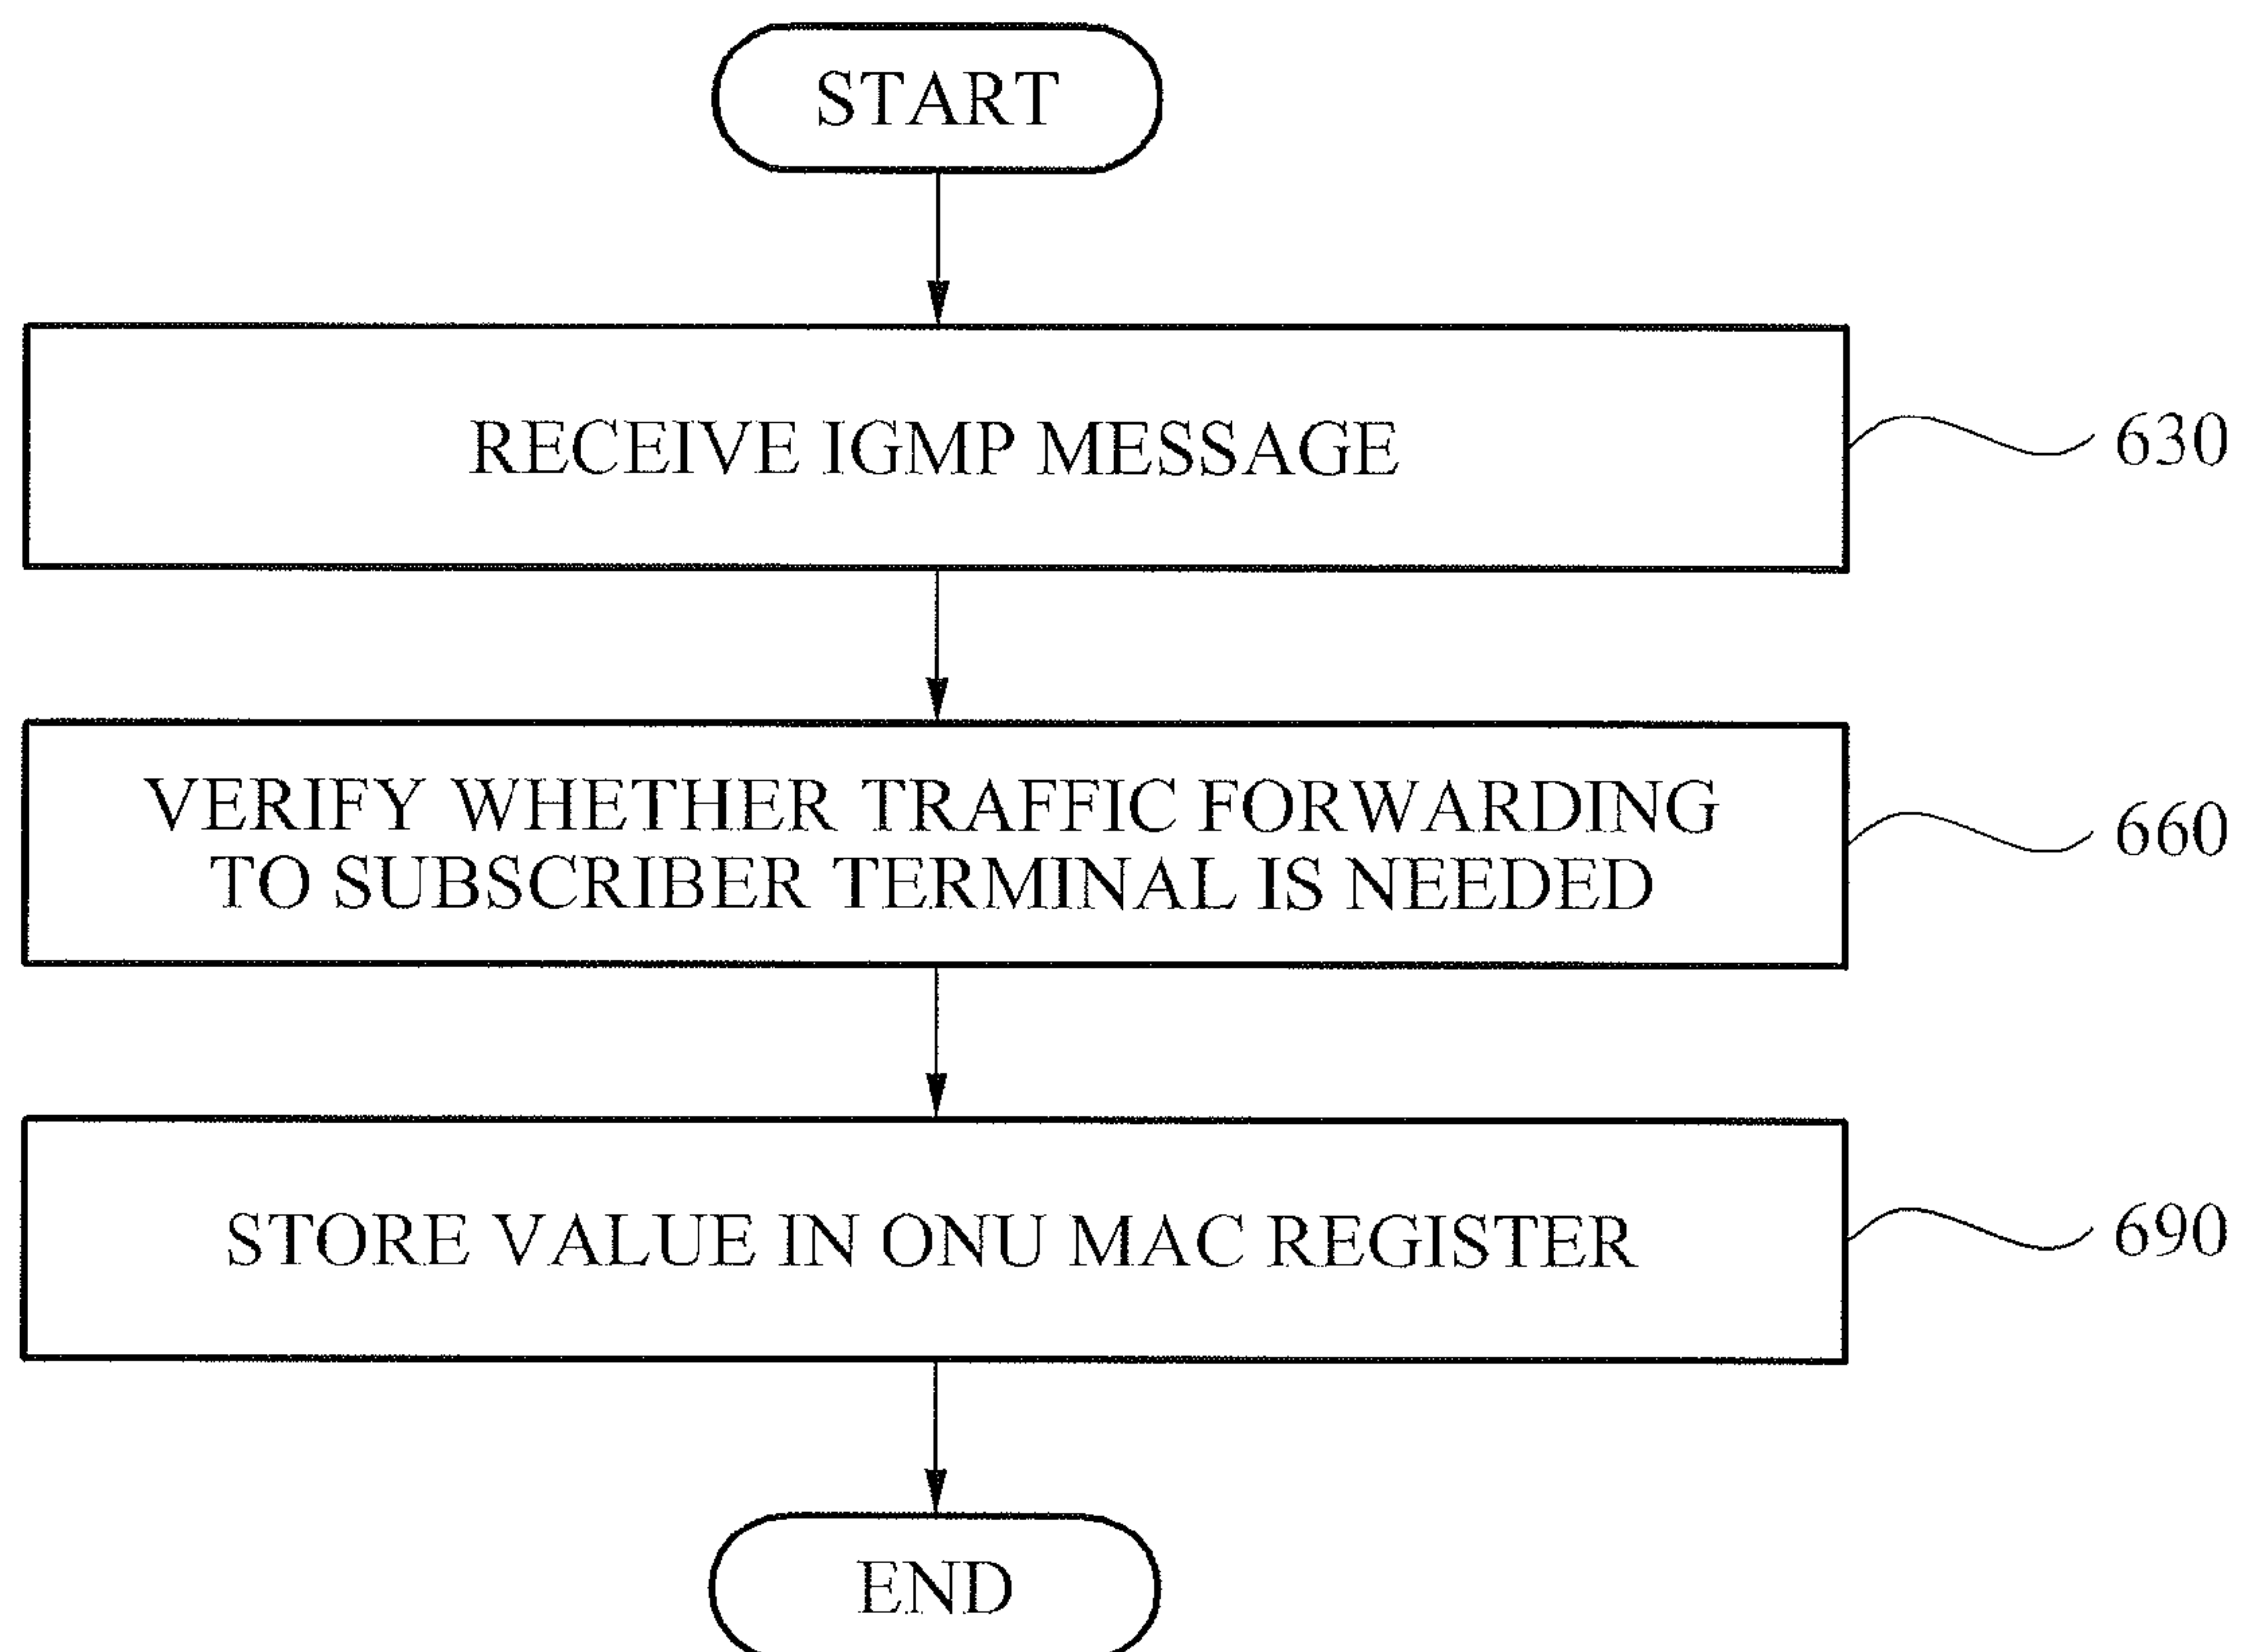 START
RECEIVE IGMP MESSAGE
630
VERIFY WHETHER TRAFFIC FORWARDING
TO SUBSCRIBER TERMINAL IS NEEDED
660
STORE VALUE IN ONU MAC REGISTER
690
END